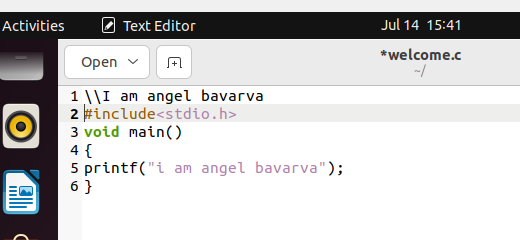 Activities Text Editor Jul 14 15:41
Open *welcome.c
~/
1 \\I am angel bavarva
2 #include<stdio.h>
3 void main()
4 {
5 printf("i am angel bavarva");
6 }